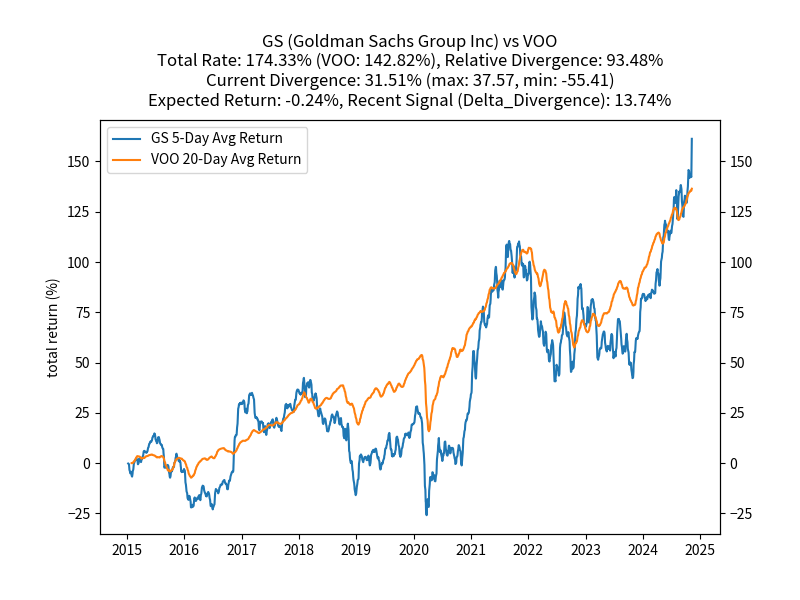 GS (Goldman Sachs Group Inc) vs VOO
Total Rate: 174.33% (VOO: 142.82%), Relative Divergence: 93.48%
Current Divergence: 31.51% (max: 37.57, min: -55.41)
Expected Return: -0.24%, Recent Signal (Delta_Divergence): 13.74%
GS 5-Day Avg Return
VOO 20-Day Avg Return
total return (%)
150
125
100
75
50
25
0
−25
150
125
100
75
50
25
0
−25
2015 2016 2017 2018 2019 2020 2021 2022 2023 2024 2025